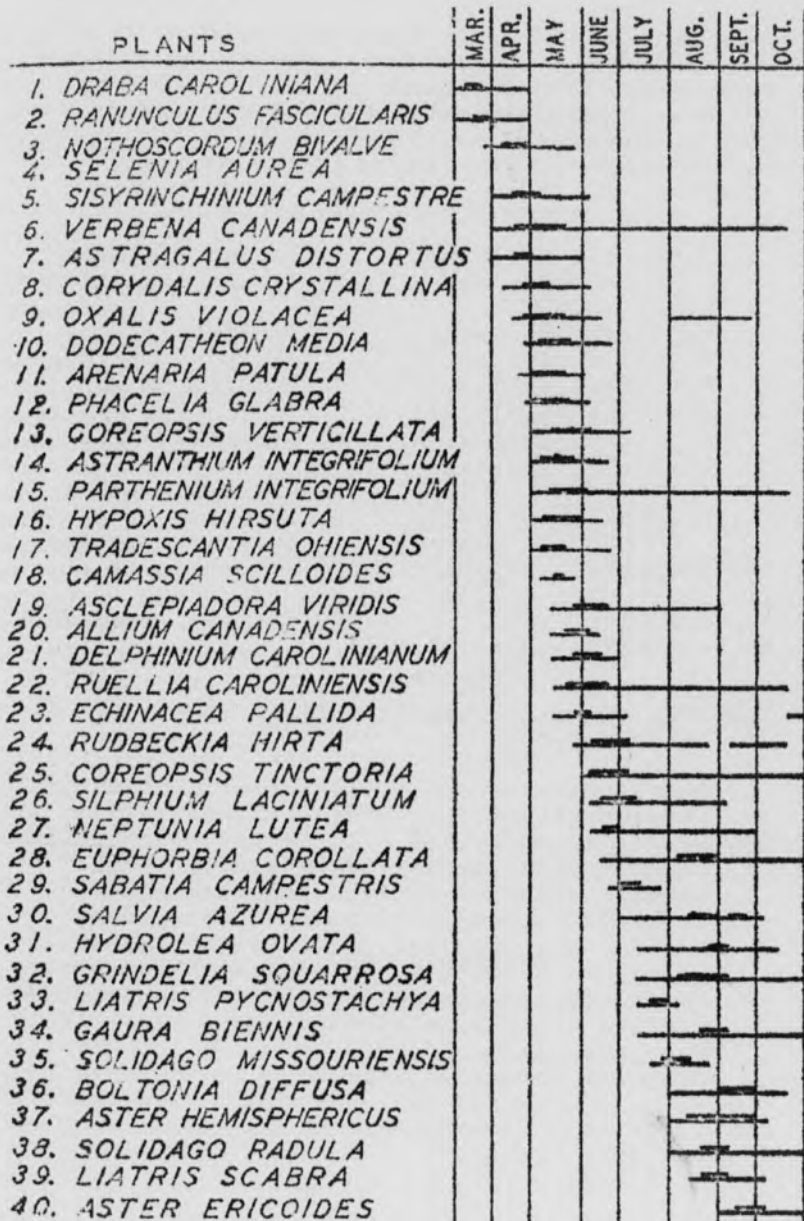 PLANTS MAR. APR. MAY JUNE JULY AUG. SEPT. OCT.
1. DRABA CAROLINIANA
2. RANUNCULUS FASCICULARIS
3. NOTHOSCORDUM BIVALVE
4. SELENIA AUREA
5. SISYRINCHINIUM CAMPESTRE
6. VERBENA CANADENSIS
7. ASTRAGALUS DISTORTUS
8. CORYDALIS CRYSTALLINA
9. OXALIS VIOLACEA
10. DODECATHEON MEDIA
11. ARENARIA PATULA
12. PHACELIA GLABRA
13. COREOPSIS VERTICILLATA
14. ASTRANTHIUM INTEGRIFOLIUM
15. PARTHENIUM INTEGRIFOLIUM
16. HYPOXIS HIRSUTA
17. TRADESCANTIA OHIENSIS
18. CAMASSIA SCILLOIDES
19. ASCLEPIADORA VIRIDIS
20. ALLIUM CANADENSIS
21. DELPHINIUM CAROLINIANUM
22. RUELLIA CAROLINIENSIS
23. ECHINACEA PALLIDA
24. RUDBECKIA HIRTA
25. COREOPSIS TINCTORIA
26. SILPHIUM LACINIATUM
27. NEPTUNIA LUTEA
28. EUPHORBIA COROLLATA
29. SABATIA CAMPESTRIS
30. SALVIA AZUREA
31. HYDROLEA OVATA
32. GRINDELIA SQUARROSA
33. LIATRIS PYCNOSTACHYA
34. GAURA BIENNIS
35. SOLIDAGO MISSOURIENSIS
36. BOLTONIA DIFFUSA
37. ASTER HEMISPHERICUS
38. SOLIDAGO RADULA
39. LIATRIS SCABRA
40. ASTER ERICOIDES